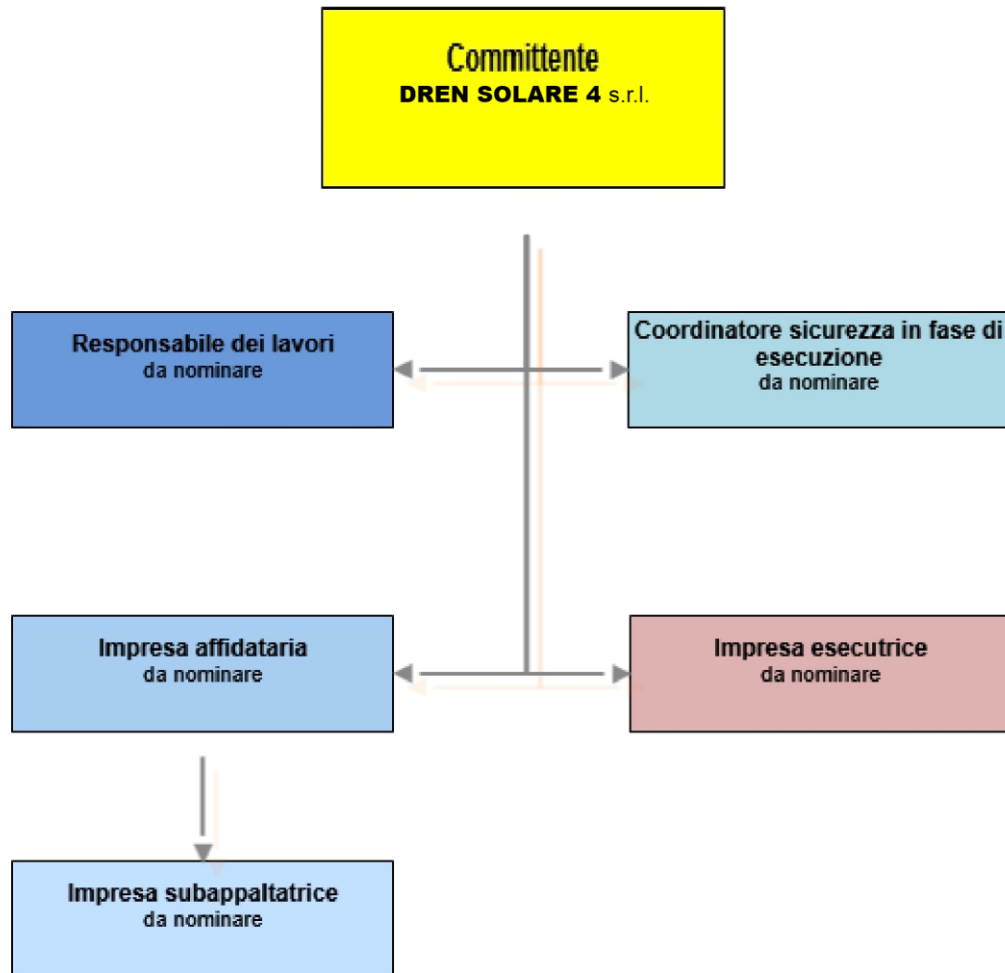 Committente
DREN SOLARE 4 s.r.l.
Responsabile dei lavori
da nominare
Coordinatore sicurezza in fase di
esecuzione
da nominare
Impresa affidataria
da nominare
Impresa esecutrice
da nominare
Impresa subappaltatrice
da nominare